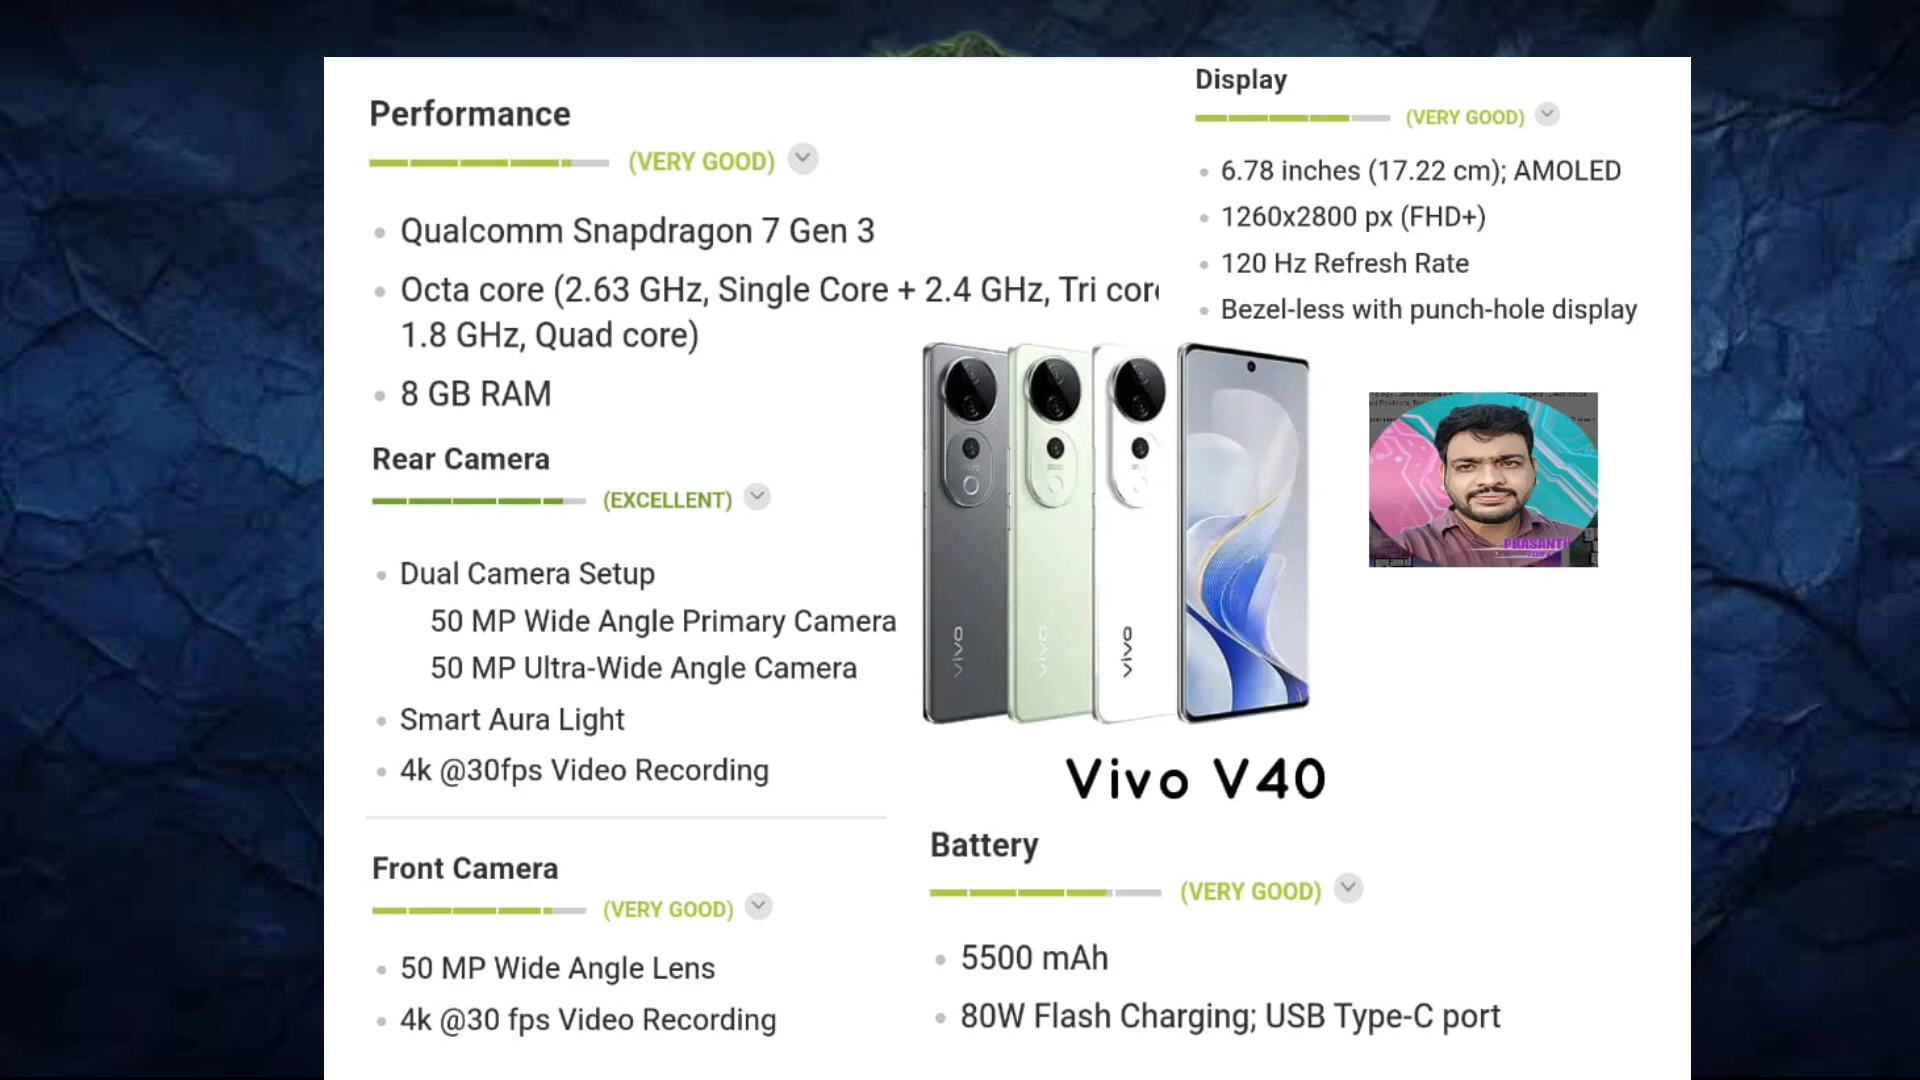 Performance
(VERY GOOD)
Qualcomm Snapdragon 7 Gen 3
Octa core (2.63 GHz, Single Core + 2.4 GHz, Tri core
1.8 GHz, Quad core)
8 GB RAM
Rear Camera
(EXCELLENT)
Dual Camera Setup
50 MP Wide Angle Primary Camera
50 MP Ultra-Wide Angle Camera
Smart Aura Light
4k @30fps Video Recording
Front Camera
(VERY GOOD)
50 MP Wide Angle Lens
4k @30 fps Video Recording
Display
(VERY GOOD)
6.78 inches (17.22 cm); AMOLED
1260x2800 px (FHD+)
120 Hz Refresh Rate
Bezel-less with punch-hole display
vivo
vivo
vivo
PRASANTH
Vivo V40
Battery
(VERY GOOD)
5500 mAh
80W Flash Charging; USB Type-C port